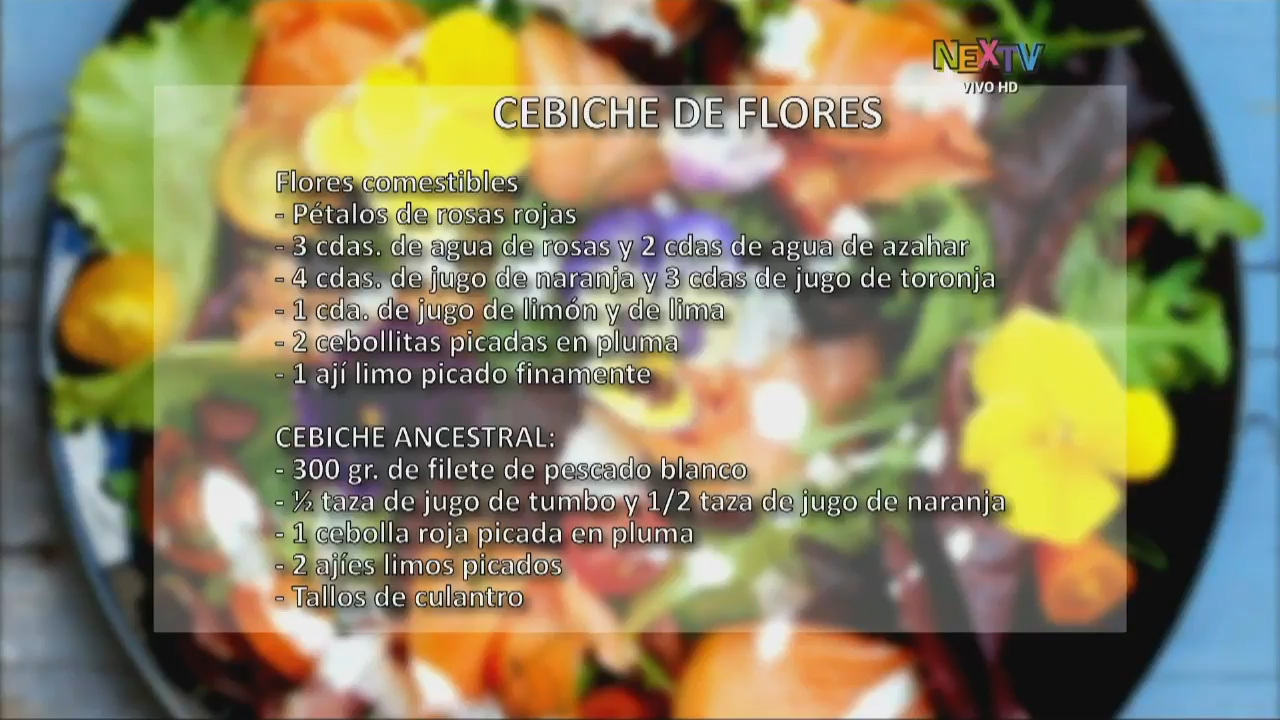 NEXTV
VIVO HD
CEBICHE DE FLORES
Flores comestibles
- Pétalos de rosas rojas
- 3 cdas. de agua de rosas y 2 cdas de agua de azahar
- 4 cdas. de jugo de naranja y 3 cdas de jugo de toronja
- 1 cda. de jugo de limón y de lima
- 2 cebollitas picadas en pluma
- 1 ají limo picado finamente
CEBICHE ANCESTRAL:
- 300 gr. de filete de pescado blanco
- ½ taza de jugo de tumbo y 1/2 taza de jugo de naranja
- 1 cebolla roja picada en pluma
- 2 ajíes limos picados
- Tallos de culantro